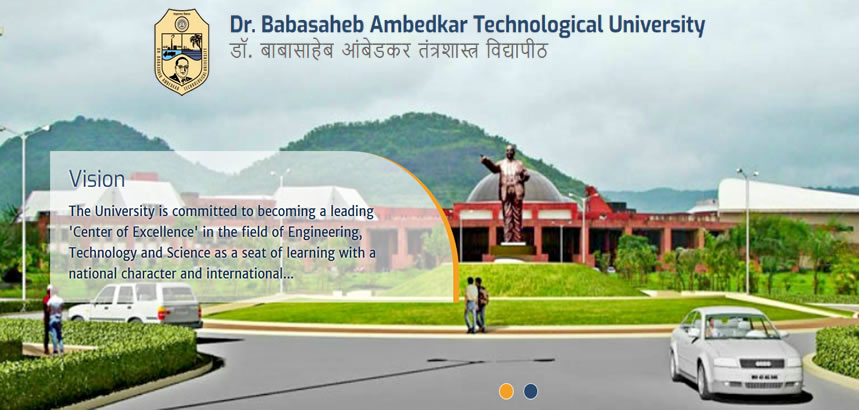 Dr. Babasaheb Ambedkar Technological University
डॉ. बाबासाहेब आंबेडकर तंत्रशास्त्र विद्यापीठ
Vision
The University is committed to becoming a leading
'Center of Excellence' in the field of Engineering,
Technology and Science as a seat of learning with a
national character and international...